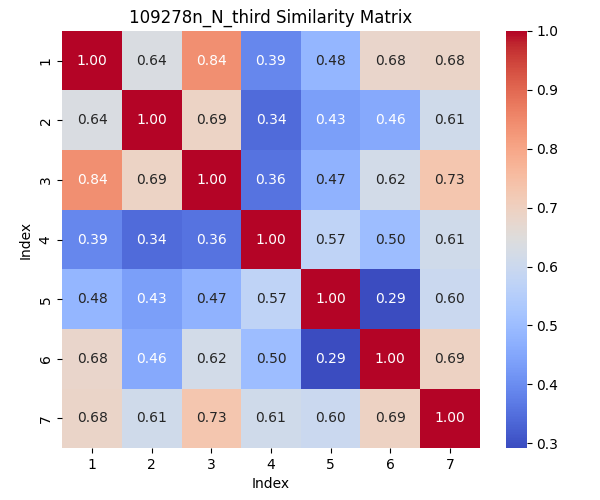 109278n_N_third Similarity Matrix
Index
1 1.00 0.64 0.84 0.39 0.48 0.68 0.68
2 0.64 1.00 0.69 0.34 0.43 0.46 0.61
3 0.84 0.69 1.00 0.36 0.47 0.62 0.73
4 0.39 0.34 0.36 1.00 0.57 0.50 0.61
5 0.48 0.43 0.47 0.57 1.00 0.29 0.60
6 0.68 0.46 0.62 0.50 0.29 1.00 0.69
7 0.68 0.61 0.73 0.61 0.60 0.69 1.00
1 2 3 4 5 6 7
Index
1.0
0.9
0.8
0.7
0.6
0.5
0.4
0.3